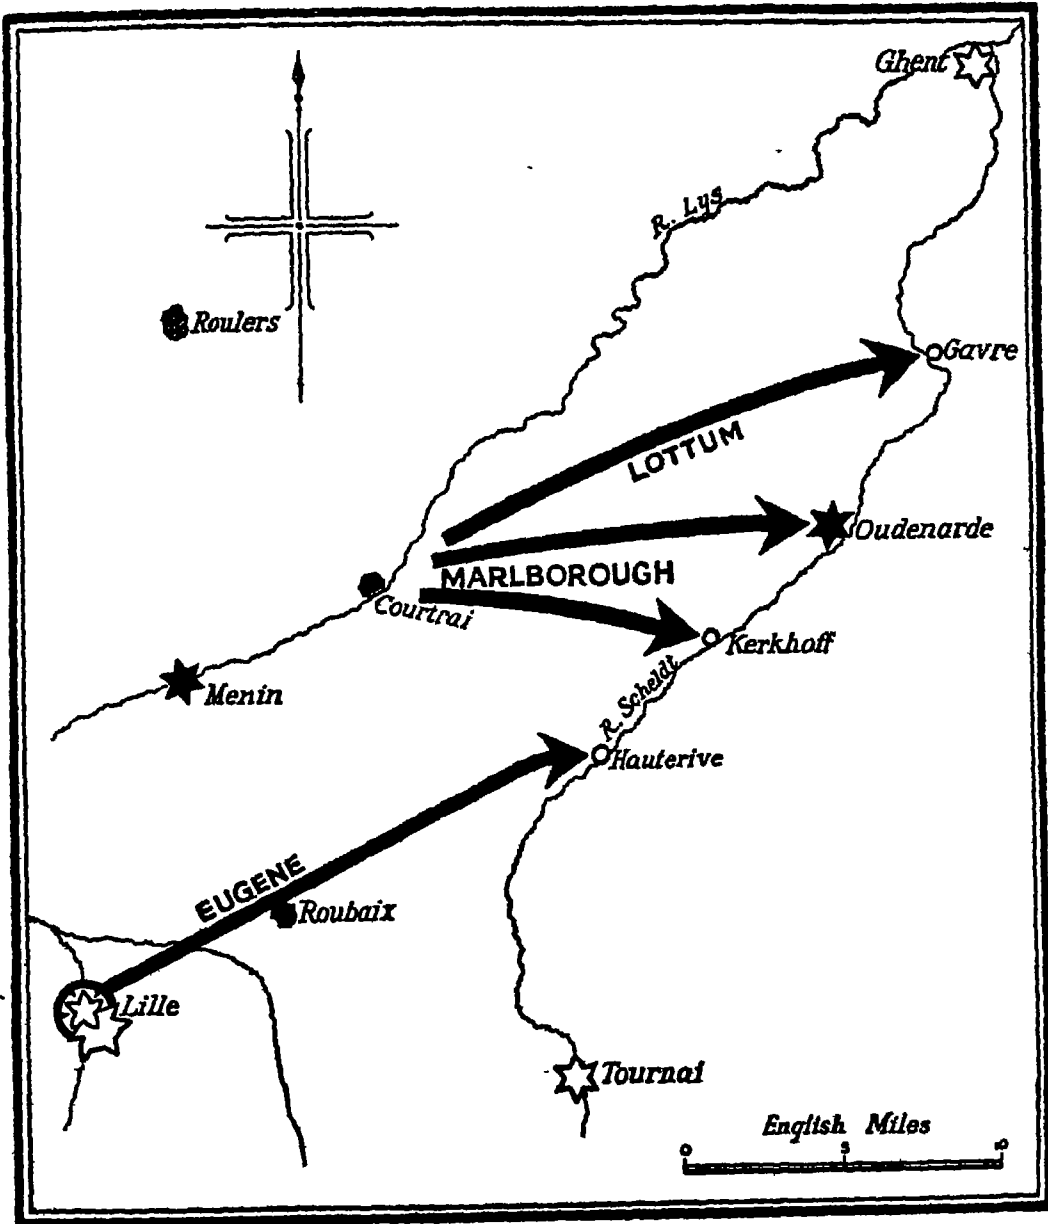 Ghent
R. Lys
Roulers
Gavre
LOTTUM
Oudenarde
MARLBOROUGH
Courtrai
Kerkhoff
Menin
R. Scheldt
Hauterive
EUGENE
Roubaix
Lille
Tournai
English Miles
0 5 10